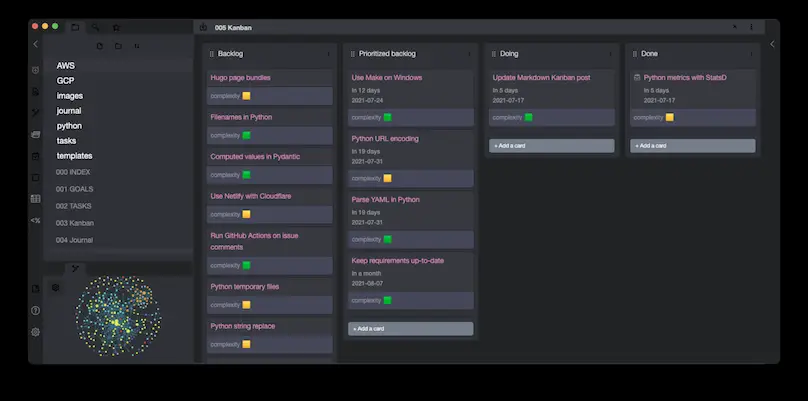 005 Kanban
AWS
GCP
images
journal
python
tasks
templates
000 INDEX
001 GOALS
002 TASKS
003 Kanban
004 Journal
Backlog
Hugo page bundles
complexity
Filenames in Python
complexity
Computed values in Pydantic
complexity
Use Netlify with Cloudflare
complexity
Run GitHub Actions on issue
comments
complexity
Python temporary files
complexity
Python string replace
complexity
Prioritized backlog
Use Make on Windows
In 12 days
2021-07-24
complexity
Python URL encoding
In 19 days
2021-07-31
complexity
Parse YAML in Python
In 19 days
2021-07-31
complexity
Keep requirements up-to-date
In a month
2021-08-07
complexity
+ Add a card
Doing
Update Markdown Kanban post
In 5 days
2021-07-17
complexity
+ Add a card
Done
Python metrics with StatsD
In 5 days
2021-07-17
complexity
+ Add a card